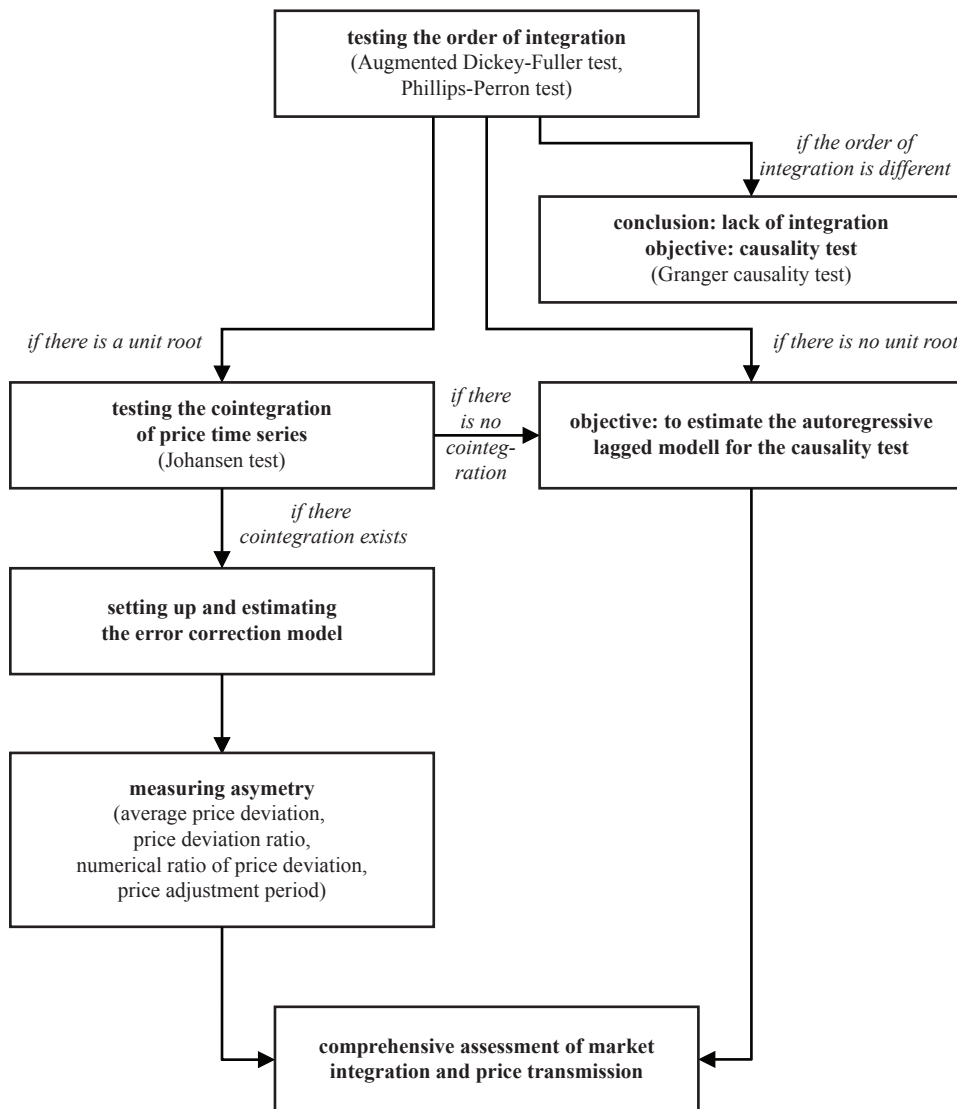 testing the order of integration
(Augmented Dickey-Fuller test,
Phillips-Perron test)
if the order of
integration is different
conclusion: lack of integration
objective: causality test
(Granger causality test)
if there is a unit root
if there is no unit root
testing the cointegration
of price time series
(Johansen test)
if there
is no
cointeg-
ration
objective: to estimate the autoregressive
lagged modell for the causality test
if there
cointegration exists
setting up and estimating
the error correction model
measuring asymetry
(average price deviation,
price deviation ratio,
numerical ratio of price deviation,
price adjustment period)
comprehensive assessment of market
integration and price transmission